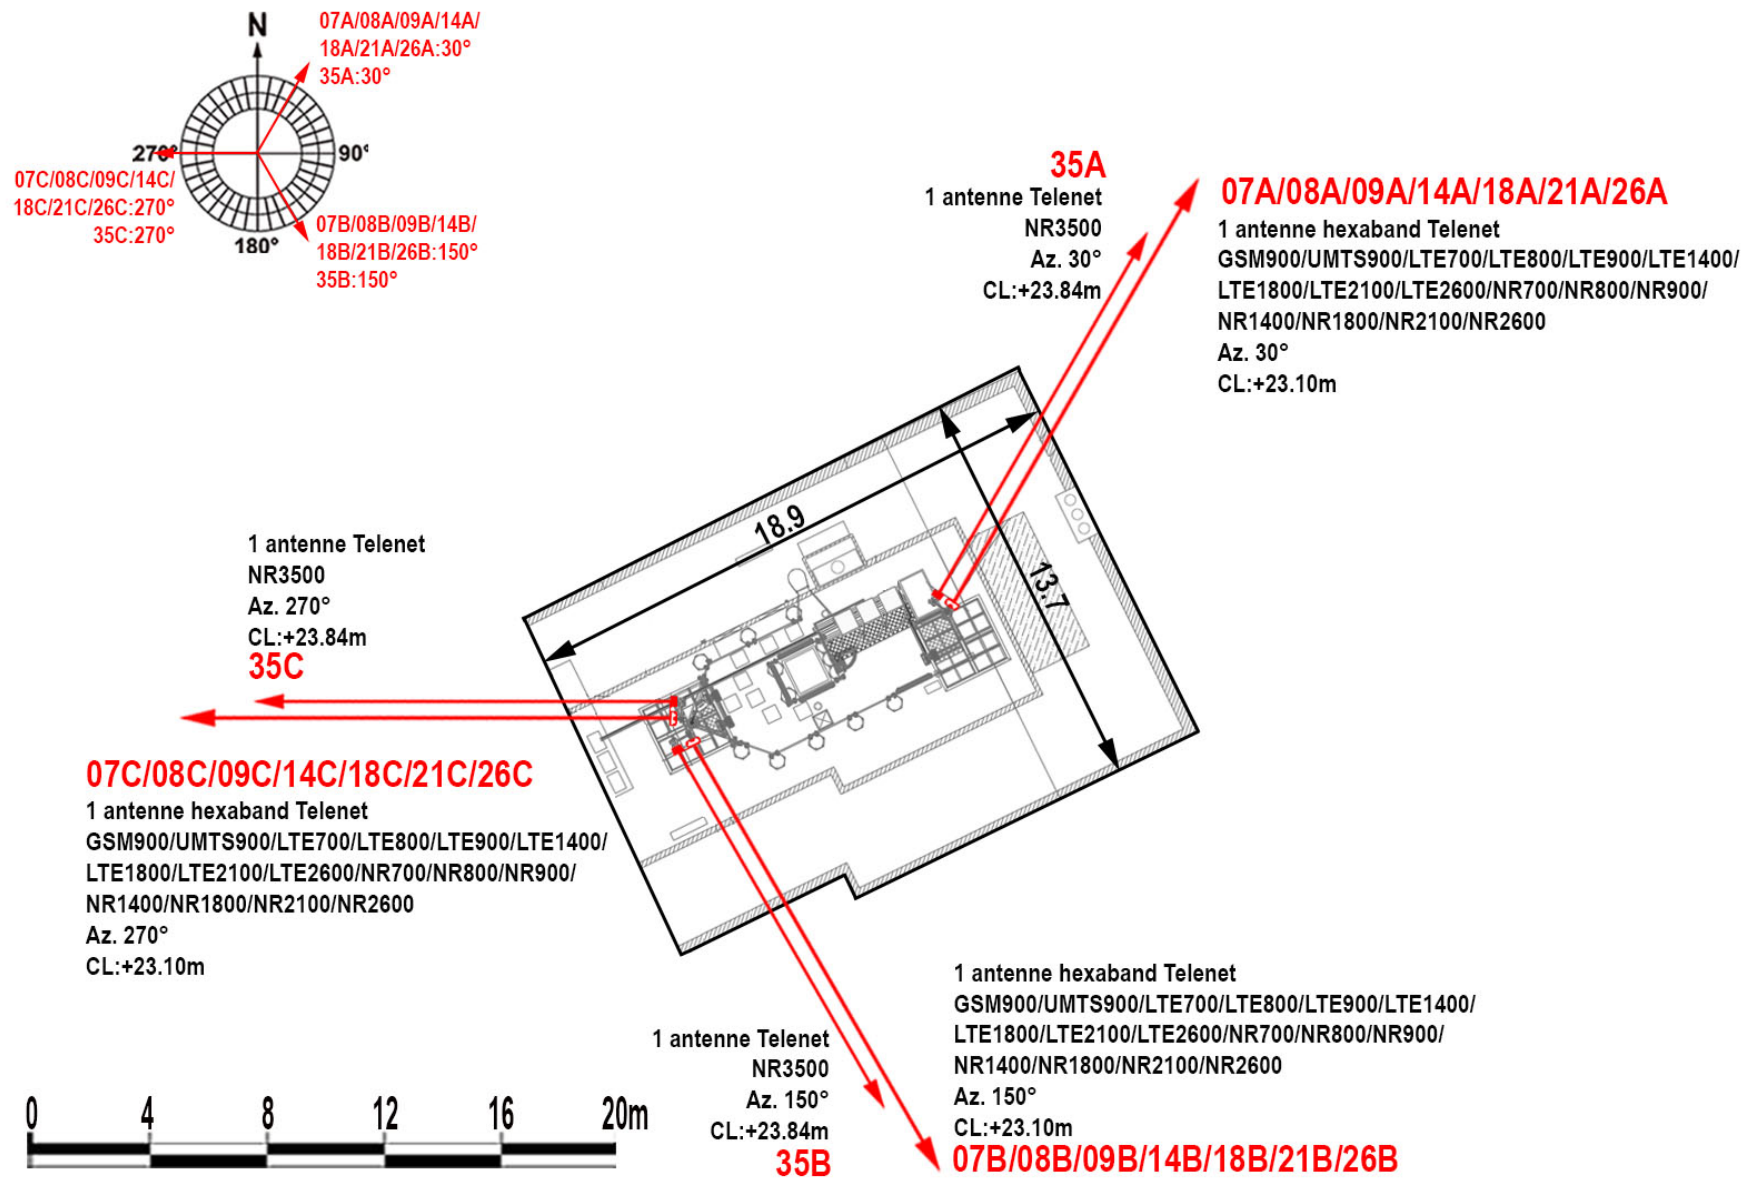 N
07A/08A/09A/14A/
18A/21A/26A:30°
35A:30°
270°
90°
07C/08C/09C/14C/
18C/21C/26C:270°
35C:270°
180°
07B/08B/09B/14B/
18B/21B/26B:150°
35B:150°
35A
1 antenne Telenet
NR3500
Az. 30°
CL:+23.84m
07A/08A/09A/14A/18A/21A/26A
1 antenne hexaband Telenet
GSM900/UMTS900/LTE700/LTE800/LTE900/LTE1400/
LTE1800/LTE2100/LTE2600/NR700/NR800/NR900/
NR1400/NR1800/NR2100/NR2600
Az. 30°
CL:+23.10m
18.9
13.7
1 antenne Telenet
NR3500
Az. 270°
CL:+23.84m
35C
07C/08C/09C/14C/18C/21C/26C
1 antenne hexaband Telenet
GSM900/UMTS900/LTE700/LTE800/LTE900/LTE1400/
LTE1800/LTE2100/LTE2600/NR700/NR800/NR900/
NR1400/NR1800/NR2100/NR2600
Az. 270°
CL:+23.10m
1 antenne Telenet
NR3500
Az. 150°
CL:+23.84m
35B
1 antenne hexaband Telenet
GSM900/UMTS900/LTE700/LTE800/LTE900/LTE1400/
LTE1800/LTE2100/LTE2600/NR700/NR800/NR900/
NR1400/NR1800/NR2100/NR2600
Az. 150°
CL:+23.10m
07B/08B/09B/14B/18B/21B/26B
0 4 8 12 16 20m